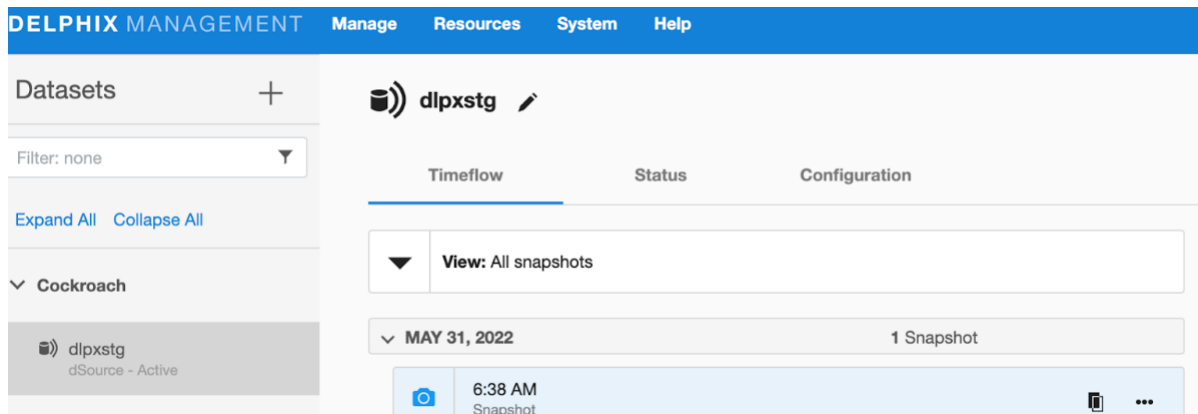 DELPHIX MANAGEMENT Manage Resources System Help
Datasets
Filter: none
Expand All Collapse All
Cockroach
dlpxstg
dSource - Active
dlpxstg
Timeflow Status Configuration
View: All snapshots
MAY 31, 2022 1 Snapshot
6:38 AM
Snapshot